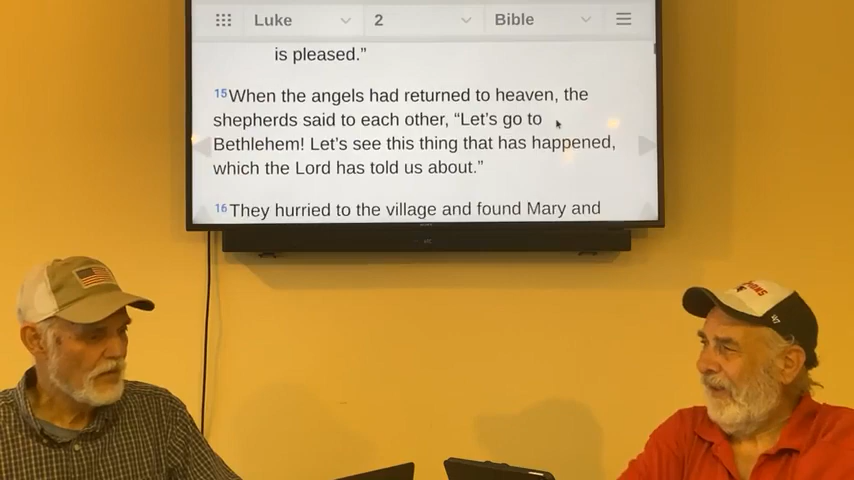 Luke 2 Bible
is pleased.”
15When the angels had returned to heaven, the
shepherds said to each other, “Let’s go to
Bethlehem! Let’s see this thing that has happened,
which the Lord has told us about.”
16They hurried to the village and found Mary and
'47